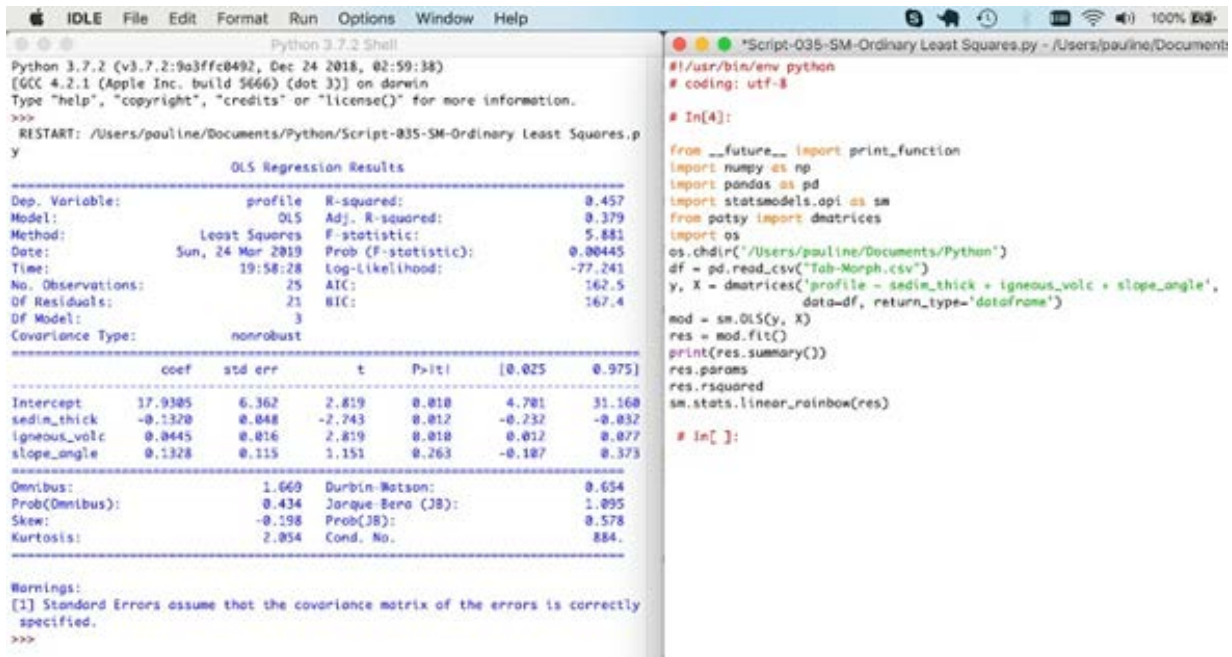 IDLE File Edit Format Run Options Window Help 100%
Python 3.7.2 Shell
Python 3.7.2 (v3.7.2:9a3ffc0492, Dec 24 2018, 02:59:38)
[GCC 4.2.1 (Apple Inc. build 5666) (dot 3)] on darwin
Type "help", "copyright", "credits" or "license()" for more information.
>>>
RESTART: /Users/pauline/Documents/Python/Script-035-SM-Ordinary Least Squares.p
y
OLS Regression Results
Dep. Variable: profile R-squared: 0.457
Model: OLS Adj. R-squared: 0.379
Method: Least Squares F-statistic: 5.881
Date: Sun, 24 Mar 2019 Prob (F-statistic): 0.00445
Time: 19:58:28 Log-Likelihood: -77.241
No. Observations: 25 AIC: 162.5
Df Residuals: 21 BIC: 167.4
Df Model: 3
Covariance Type: nonrobust
coef std err t P>|t| [0.025 0.975]
Intercept 17.9305 6.362 2.819 0.010 4.701 31.160
sedim_thick -0.1320 0.048 -2.743 0.012 -0.232 -0.032
igneous_volc 0.0445 0.016 2.819 0.010 0.012 0.077
slope_angle 0.1328 0.115 1.151 0.263 -0.107 0.373
Omnibus: 1.669 Durbin-Watson: 0.654
Prob(Omnibus): 0.434 Jarque-Bera (JB): 1.095
Skew: -0.198 Prob(JB): 0.578
Kurtosis: 2.054 Cond. No. 884.
Warnings:
[1] Standard Errors assume that the covariance matrix of the errors is correctly
specified.
>>>
*Script-035-SM-Ordinary Least Squares.py - /Users/pauline/Documents
#!/usr/bin/env python
# coding: utf-8
# In[4]:
from __future__ import print_function
import numpy as np
import pandas as pd
import statsmodels.api as sm
from patsy import dmatrices
import os
os.chdir('/Users/pauline/Documents/Python')
df = pd.read_csv("Tab-Morph.csv")
y, X = dmatrices('profile ~ sedim_thick + igneous_volc + slope_angle',
data=df, return_type='dataframe')
mod = sm.OLS(y, X)
res = mod.fit()
print(res.summary())
res.params
res.rsquared
sm.stats.linear_rainbow(res)
# In[ ]: